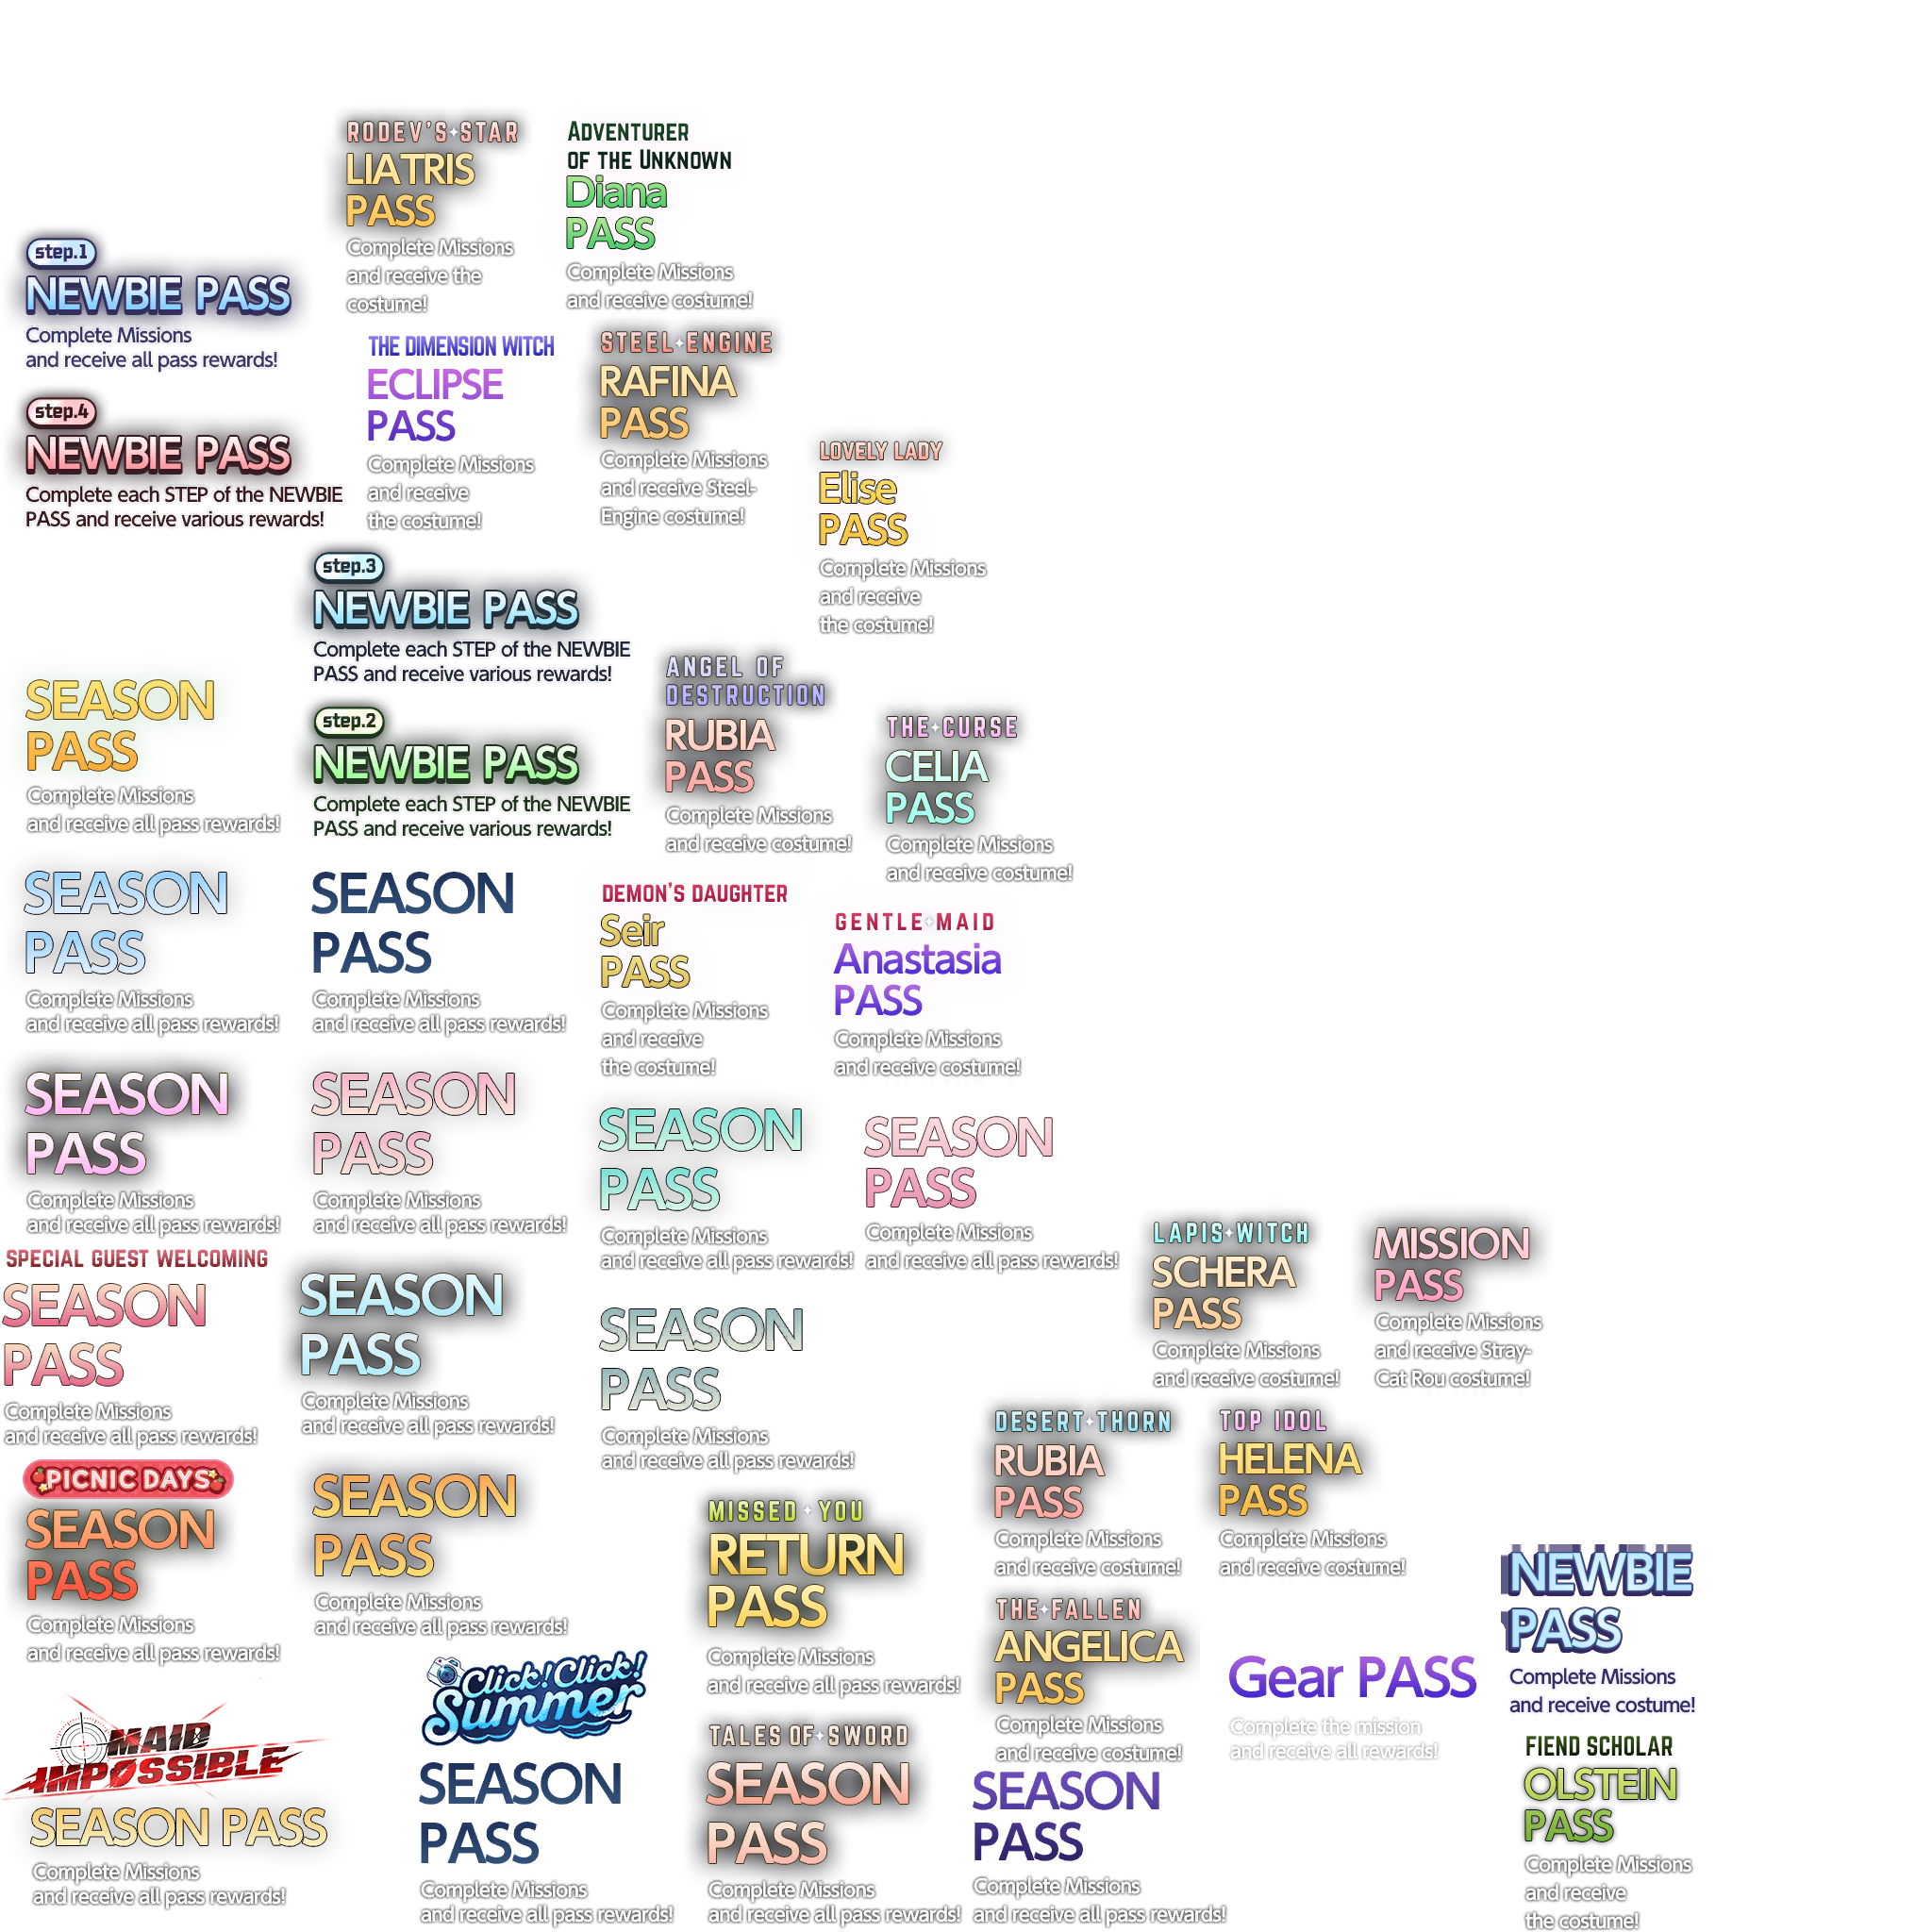 RODEV'S STAR
LIATRIS
PASS
Complete Missions
and receive the
costume!
ADVENTURER
OF THE UNKNOWN
Diana
PASS
Complete Missions
and receive costume!
step.1
NEWBIE PASS
Complete Missions
and receive all pass rewards!
THE DIMENSION WITCH
ECLIPSE
PASS
Complete Missions
and receive
the costume!
STEEL ENGINE
RAFINA
PASS
Complete Missions
and receive Steel-
Engine costume!
step.4
NEWBIE PASS
Complete each STEP of the NEWBIE
PASS and receive various rewards!
LOVELY LADY
Elise
PASS
Complete Missions
and receive
the costume!
step.3
NEWBIE PASS
Complete each STEP of the NEWBIE
PASS and receive various rewards!
SEASON
PASS
Complete Missions
and receive all pass rewards!
step.2
NEWBIE PASS
Complete each STEP of the NEWBIE
PASS and receive various rewards!
ANGEL OF
DESTRUCTION
RUBIA
PASS
Complete Missions
and receive costume!
THE CURSE
CELIA
PASS
Complete Missions
and receive costume!
SEASON
PASS
Complete Missions
and receive all pass rewards!
SEASON
PASS
Complete Missions
and receive all pass rewards!
DEMON'S DAUGHTER
Seir
PASS
Complete Missions
and receive
the costume!
GENTLE MAID
Anastasia
PASS
Complete Missions
and receive costume!
SEASON
PASS
Complete Missions
and receive all pass rewards!
SEASON
PASS
Complete Missions
and receive all pass rewards!
SEASON
PASS
Complete Missions
and receive all pass rewards!
SEASON
PASS
Complete Missions
and receive all pass rewards!
LAPIS WITCH
SCHERA
PASS
Complete Missions
and receive costume!
MISSION
PASS
Complete Missions
and receive Stray-
Cat Rou costume!
SPECIAL GUEST WELCOMING
SEASON
PASS
Complete Missions
and receive all pass rewards!
SEASON
PASS
Complete Missions
and receive all pass rewards!
SEASON
PASS
Complete Missions
and receive all pass rewards!
DESERT THORN
RUBIA
PASS
Complete Missions
and receive costume!
TOP IDOL
HELENA
PASS
Complete Missions
and receive costume!
PICNIC DAYS
SEASON
PASS
Complete Missions
and receive all pass rewards!
SEASON
PASS
Complete Missions
and receive all pass rewards!
MISSED YOU
RETURN
PASS
Complete Missions
and receive all pass rewards!
THE FALLEN
ANGELICA
PASS
Complete Missions
and receive costume!
Gear PASS
Complete the mission
and receive all rewards!
NEWBIE
PASS
Complete Missions
and receive costume!
MAID
IMPOSSIBLE
SEASON PASS
Complete Missions
and receive all pass rewards!
Click! Click!
Summer
SEASON
PASS
Complete Missions
and receive all pass rewards!
TALES OF SWORD
SEASON
PASS
Complete Missions
and receive all pass rewards!
SEASON
PASS
Complete Missions
and receive all pass rewards!
FIEND SCHOLAR
OLSTEIN
PASS
Complete Missions
and receive
the costume!